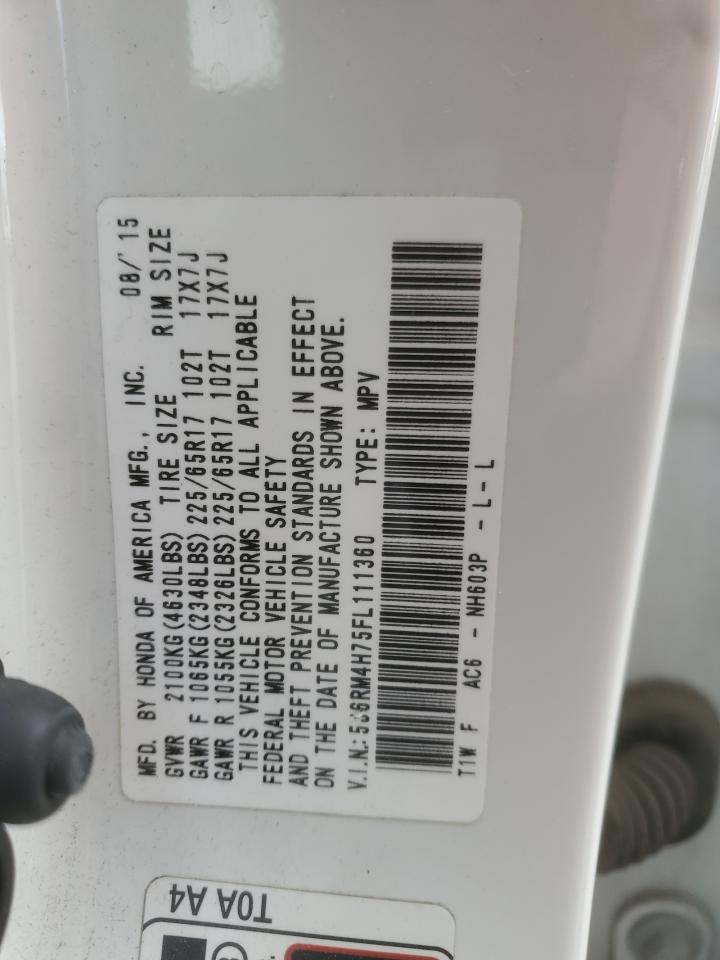 MFD. BY HONDA OF AMERICA MFG., INC. 08/'15
GVWR 2100KG(4630LBS) TIRE SIZE RIM SIZE
GAWR F 1065KG(2348LBS) 225/65R17 102T 17X7J
GAWR R 1055KG(2326LBS) 225/65R17 102T 17X7J
THIS VEHICLE CONFORMS TO ALL APPLICABLE
FEDERAL MOTOR VEHICLE SAFETY
AND THEFT PREVENTION STANDARDS IN EFFECT
ON THE DATE OF MANUFACTURE SHOWN ABOVE.
V.I.N.:5J6RM4H75FL111360 TYPE: MPV
T1W F AC6 - NH603P - L - L
T0A A4